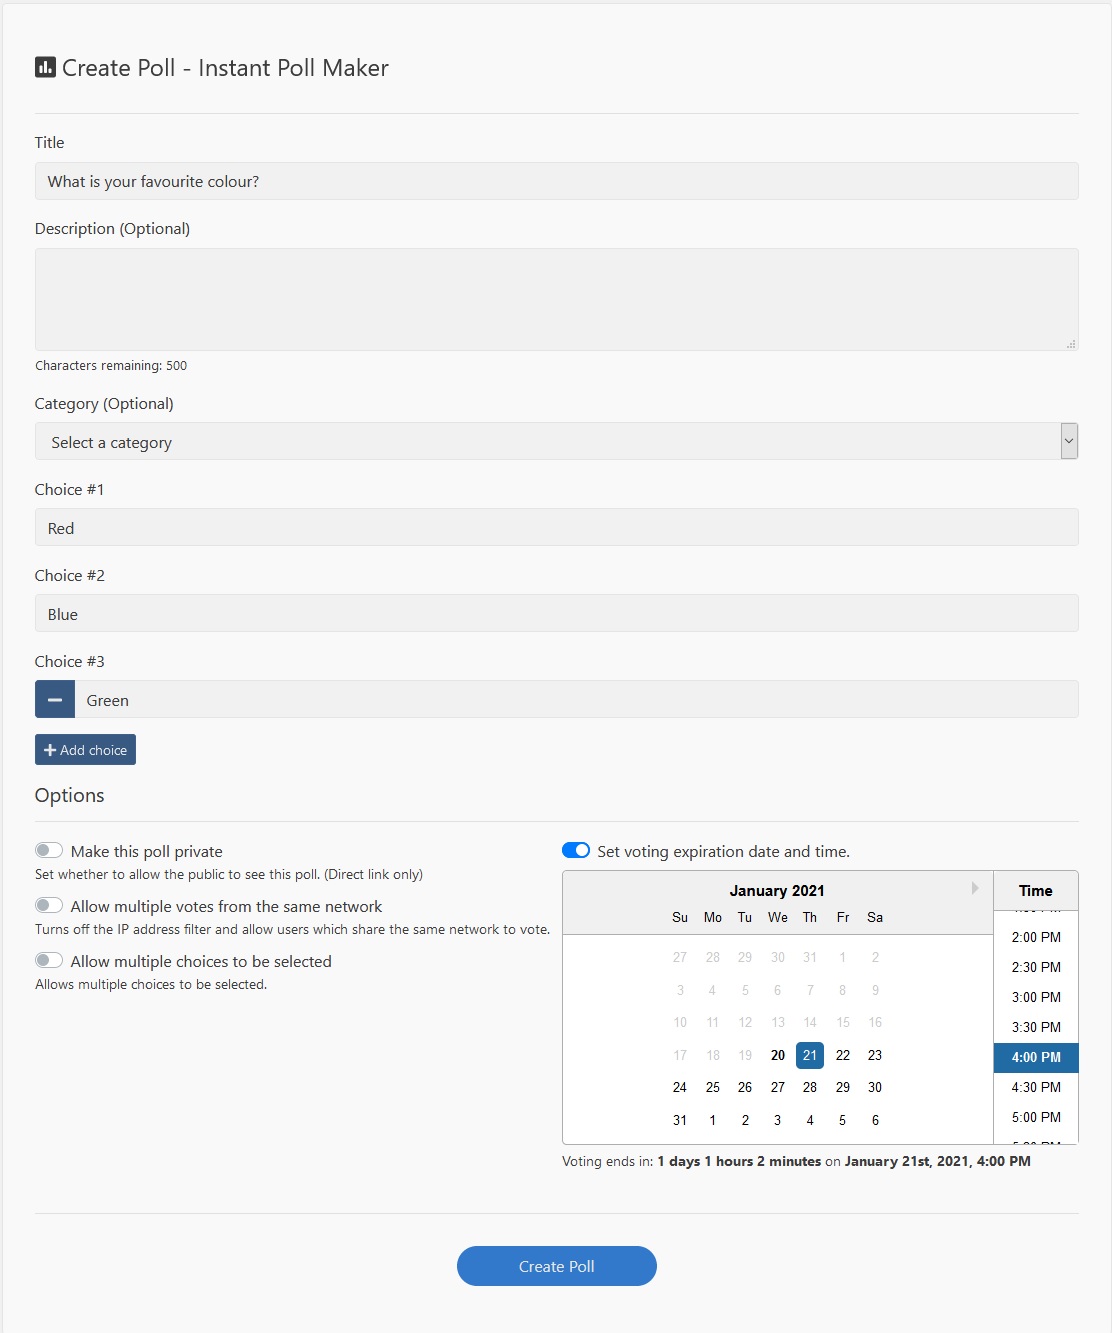 Create Poll - Instant Poll Maker
Title
What is your favourite colour?
Description (Optional)
Characters remaining: 500
Category (Optional)
Select a category
Choice #1
Red
Choice #2
Blue
Choice #3
Green
Add choice
Options
Make this poll private
Set whether to allow the public to see this poll. (Direct link only)
Allow multiple votes from the same network
Turns off the IP address filter and allow users which share the same network to vote.
Allow multiple choices to be selected
Allows multiple choices to be selected.
Set voting expiration date and time.
January 2021
Su Mo Tu We Th Fr Sa
27 28 29 30 31 1 2
3 4 5 6 7 8 9
10 11 12 13 14 15 16
17 18 19 20 21 22 23
24 25 26 27 28 29 30
31 1 2 3 4 5 6
Time
2:00 PM
2:30 PM
3:00 PM
3:30 PM
4:00 PM
4:30 PM
5:00 PM
Voting ends in: 1 days 1 hours 2 minutes on January 21st, 2021, 4:00 PM
Create Poll